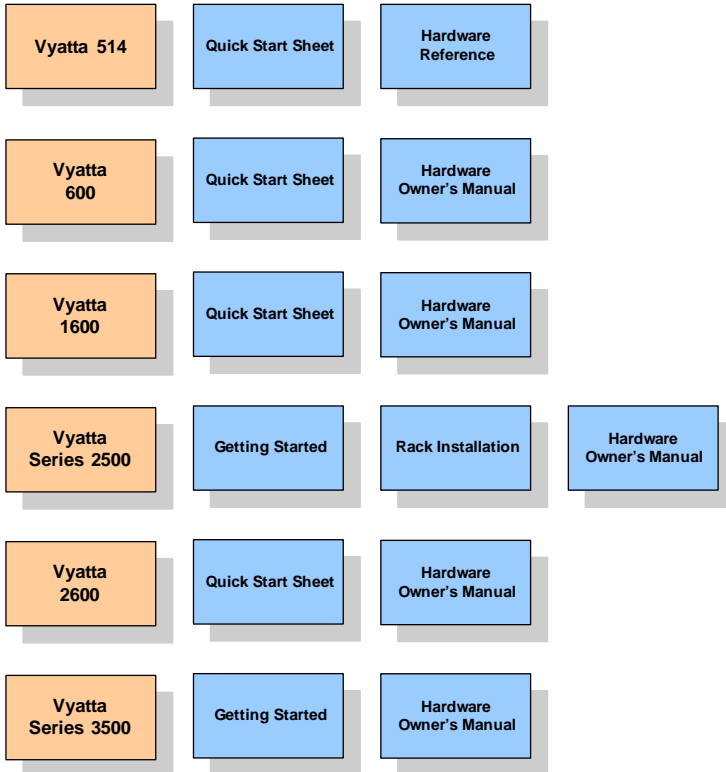 Vyatta 514
Quick Start Sheet
Hardware
Reference
Vyatta
600
Quick Start Sheet
Hardware
Owner's Manual
Vyatta
1600
Quick Start Sheet
Hardware
Owner's Manual
Vyatta
Series 2500
Getting Started
Rack Installation
Hardware
Owner's Manual
Vyatta
2600
Quick Start Sheet
Hardware
Owner's Manual
Vyatta
Series 3500
Getting Started
Hardware
Owner's Manual